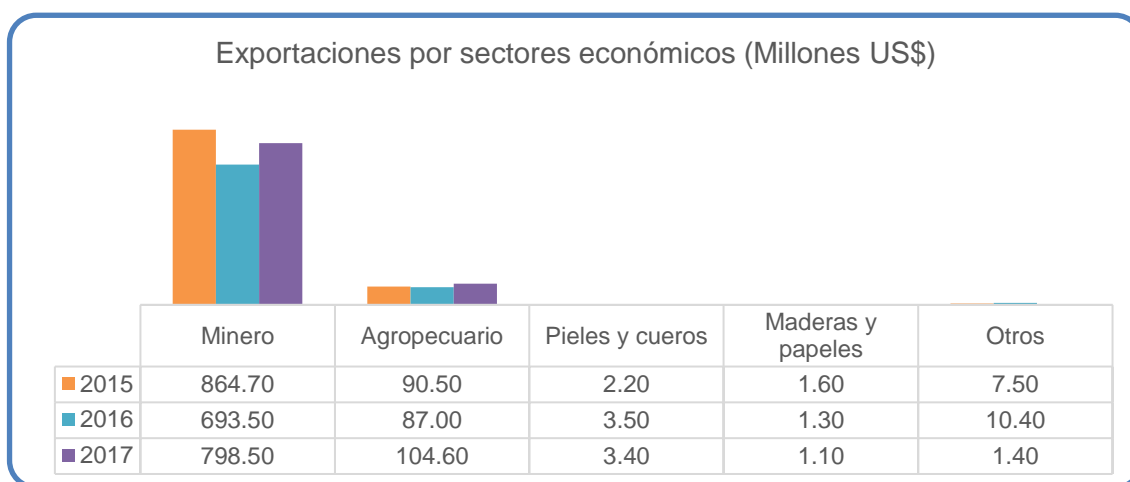 Exportaciones por sectores económicos (Millones US$)
Minero Agropecuario Pieles y cueros Maderas y papeles Otros
2015 864.70 90.50 2.20 1.60 7.50
2016 693.50 87.00 3.50 1.30 10.40
2017 798.50 104.60 3.40 1.10 1.40